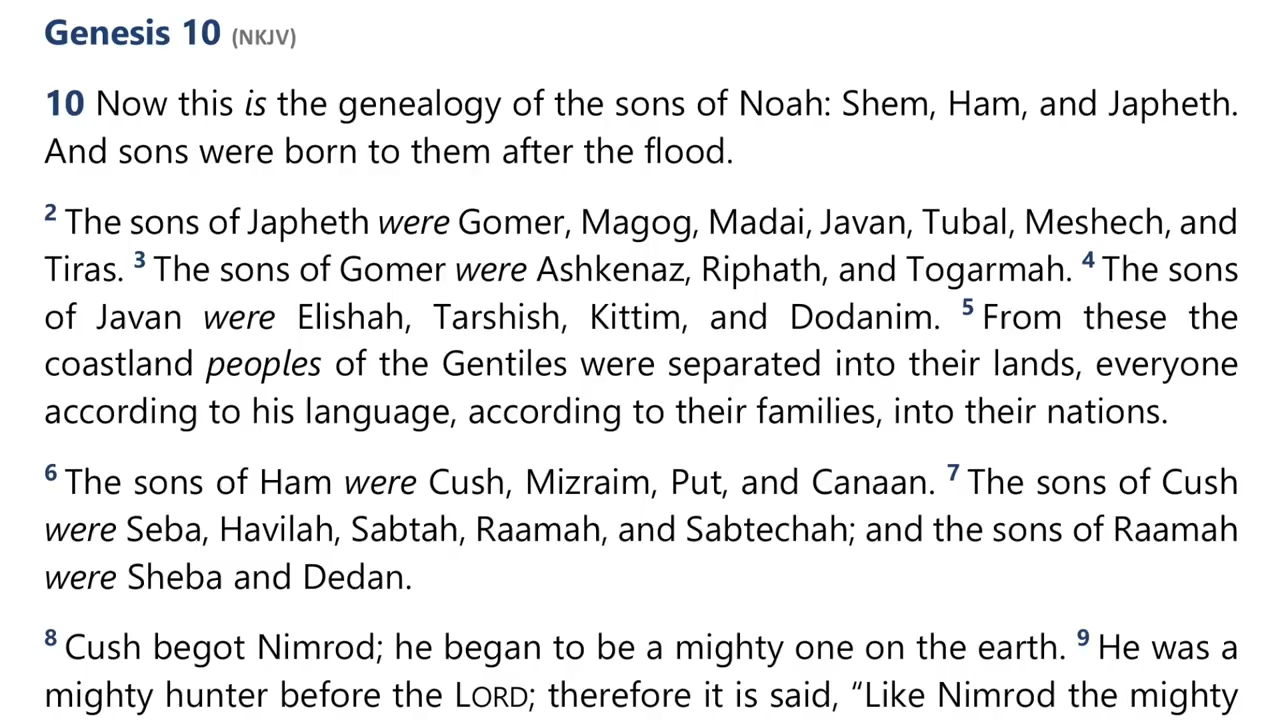 Genesis 10 (NKJV)
10 Now this is the genealogy of the sons of Noah: Shem, Ham, and Japheth.
And sons were born to them after the flood.
2 The sons of Japheth were Gomer, Magog, Madai, Javan, Tubal, Meshech, and
Tiras. 3 The sons of Gomer were Ashkenaz, Riphath, and Togarmah. 4 The sons
of Javan were Elishah, Tarshish, Kittim, and Dodanim. 5 From these the
coastland peoples of the Gentiles were separated into their lands, everyone
according to his language, according to their families, into their nations.
6 The sons of Ham were Cush, Mizraim, Put, and Canaan. 7 The sons of Cush
were Seba, Havilah, Sabtah, Raamah, and Sabtechah; and the sons of Raamah
were Sheba and Dedan.
8 Cush begot Nimrod; he began to be a mighty one on the earth. 9 He was a
mighty hunter before the LORD; therefore it is said, “Like Nimrod the mighty